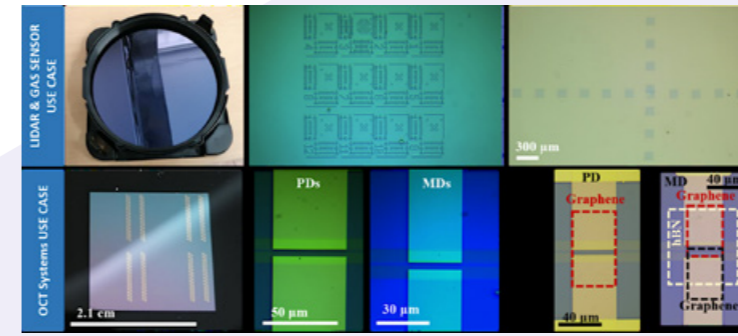 LIDAR & GAS SENSOR
USE CASE
300 µm
OCT Systems USE CASE
2.1 cm
PDs
50 µm
MDs
30 µm
PD
Graphene
40 µm
MD
40 µm
hBN
Graphene